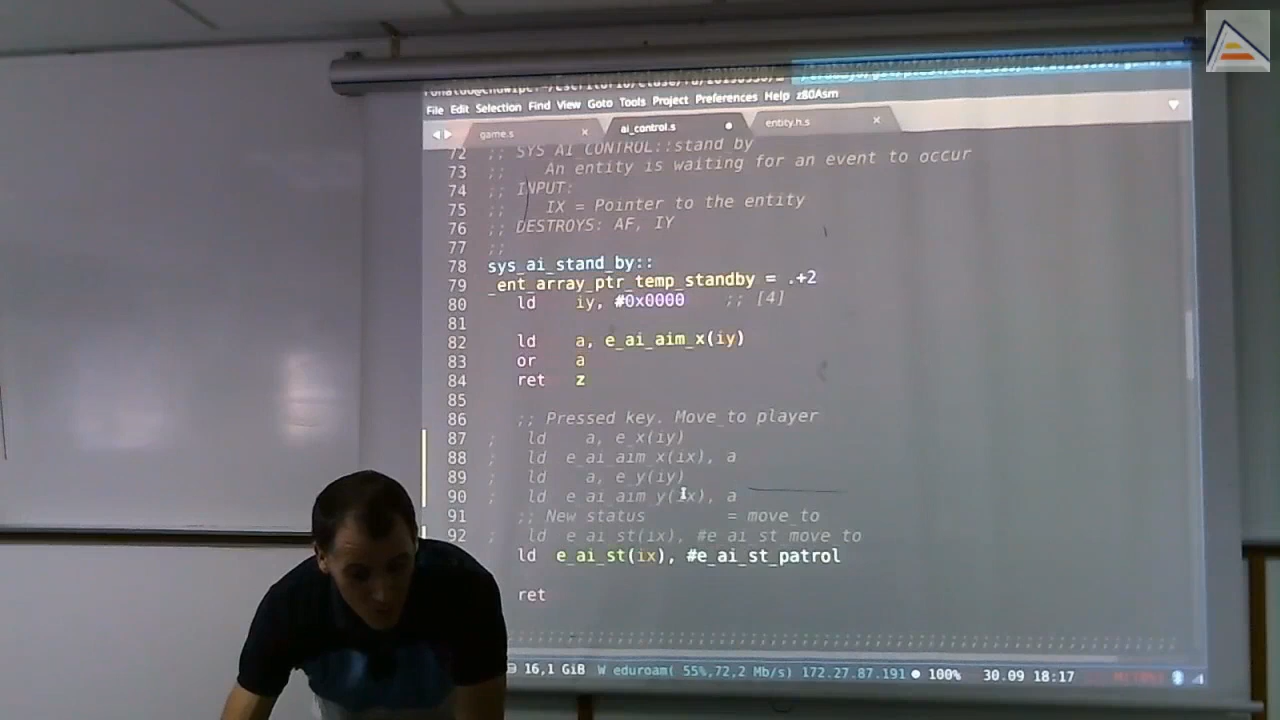 File Edit Selection Find View Goto Tools Project Preferences Help z80Asm
game.s × ai_control.s entity.h.s ×
72 ;; SYS AI CONTROL::stand_by
73 ;; An entity is waiting for an event to occur
74 ;; INPUT:
75 ;; IX = Pointer to the entity
76 ;; DESTROYS: AF, IY
77 ;;
78 sys_ai_stand_by::
79 _ent_array_ptr_temp_standby = .+2
80 ld iy, #0x0000 ;; [4]
81
82 ld a, e_ai_aim_x(iy)
83 or a
84 ret z
85
86 ;; Pressed key. Move_to player
87 ; ld a, e_x(iy)
88 ; ld e_ai_aim_x(ix), a
89 ; ld a, e_y(iy)
90 ; ld e_ai_aim_y(ix), a
91 ;; New status = move_to
92 ; ld e_ai_st(ix), #e_ai_st_move_to
ld e_ai_st(ix), #e_ai_st_patrol
ret
16,1 GiB W eduroam( 55%,72,2 Mb/s) 172.27.87.191 ● 100% 30.09 18:17